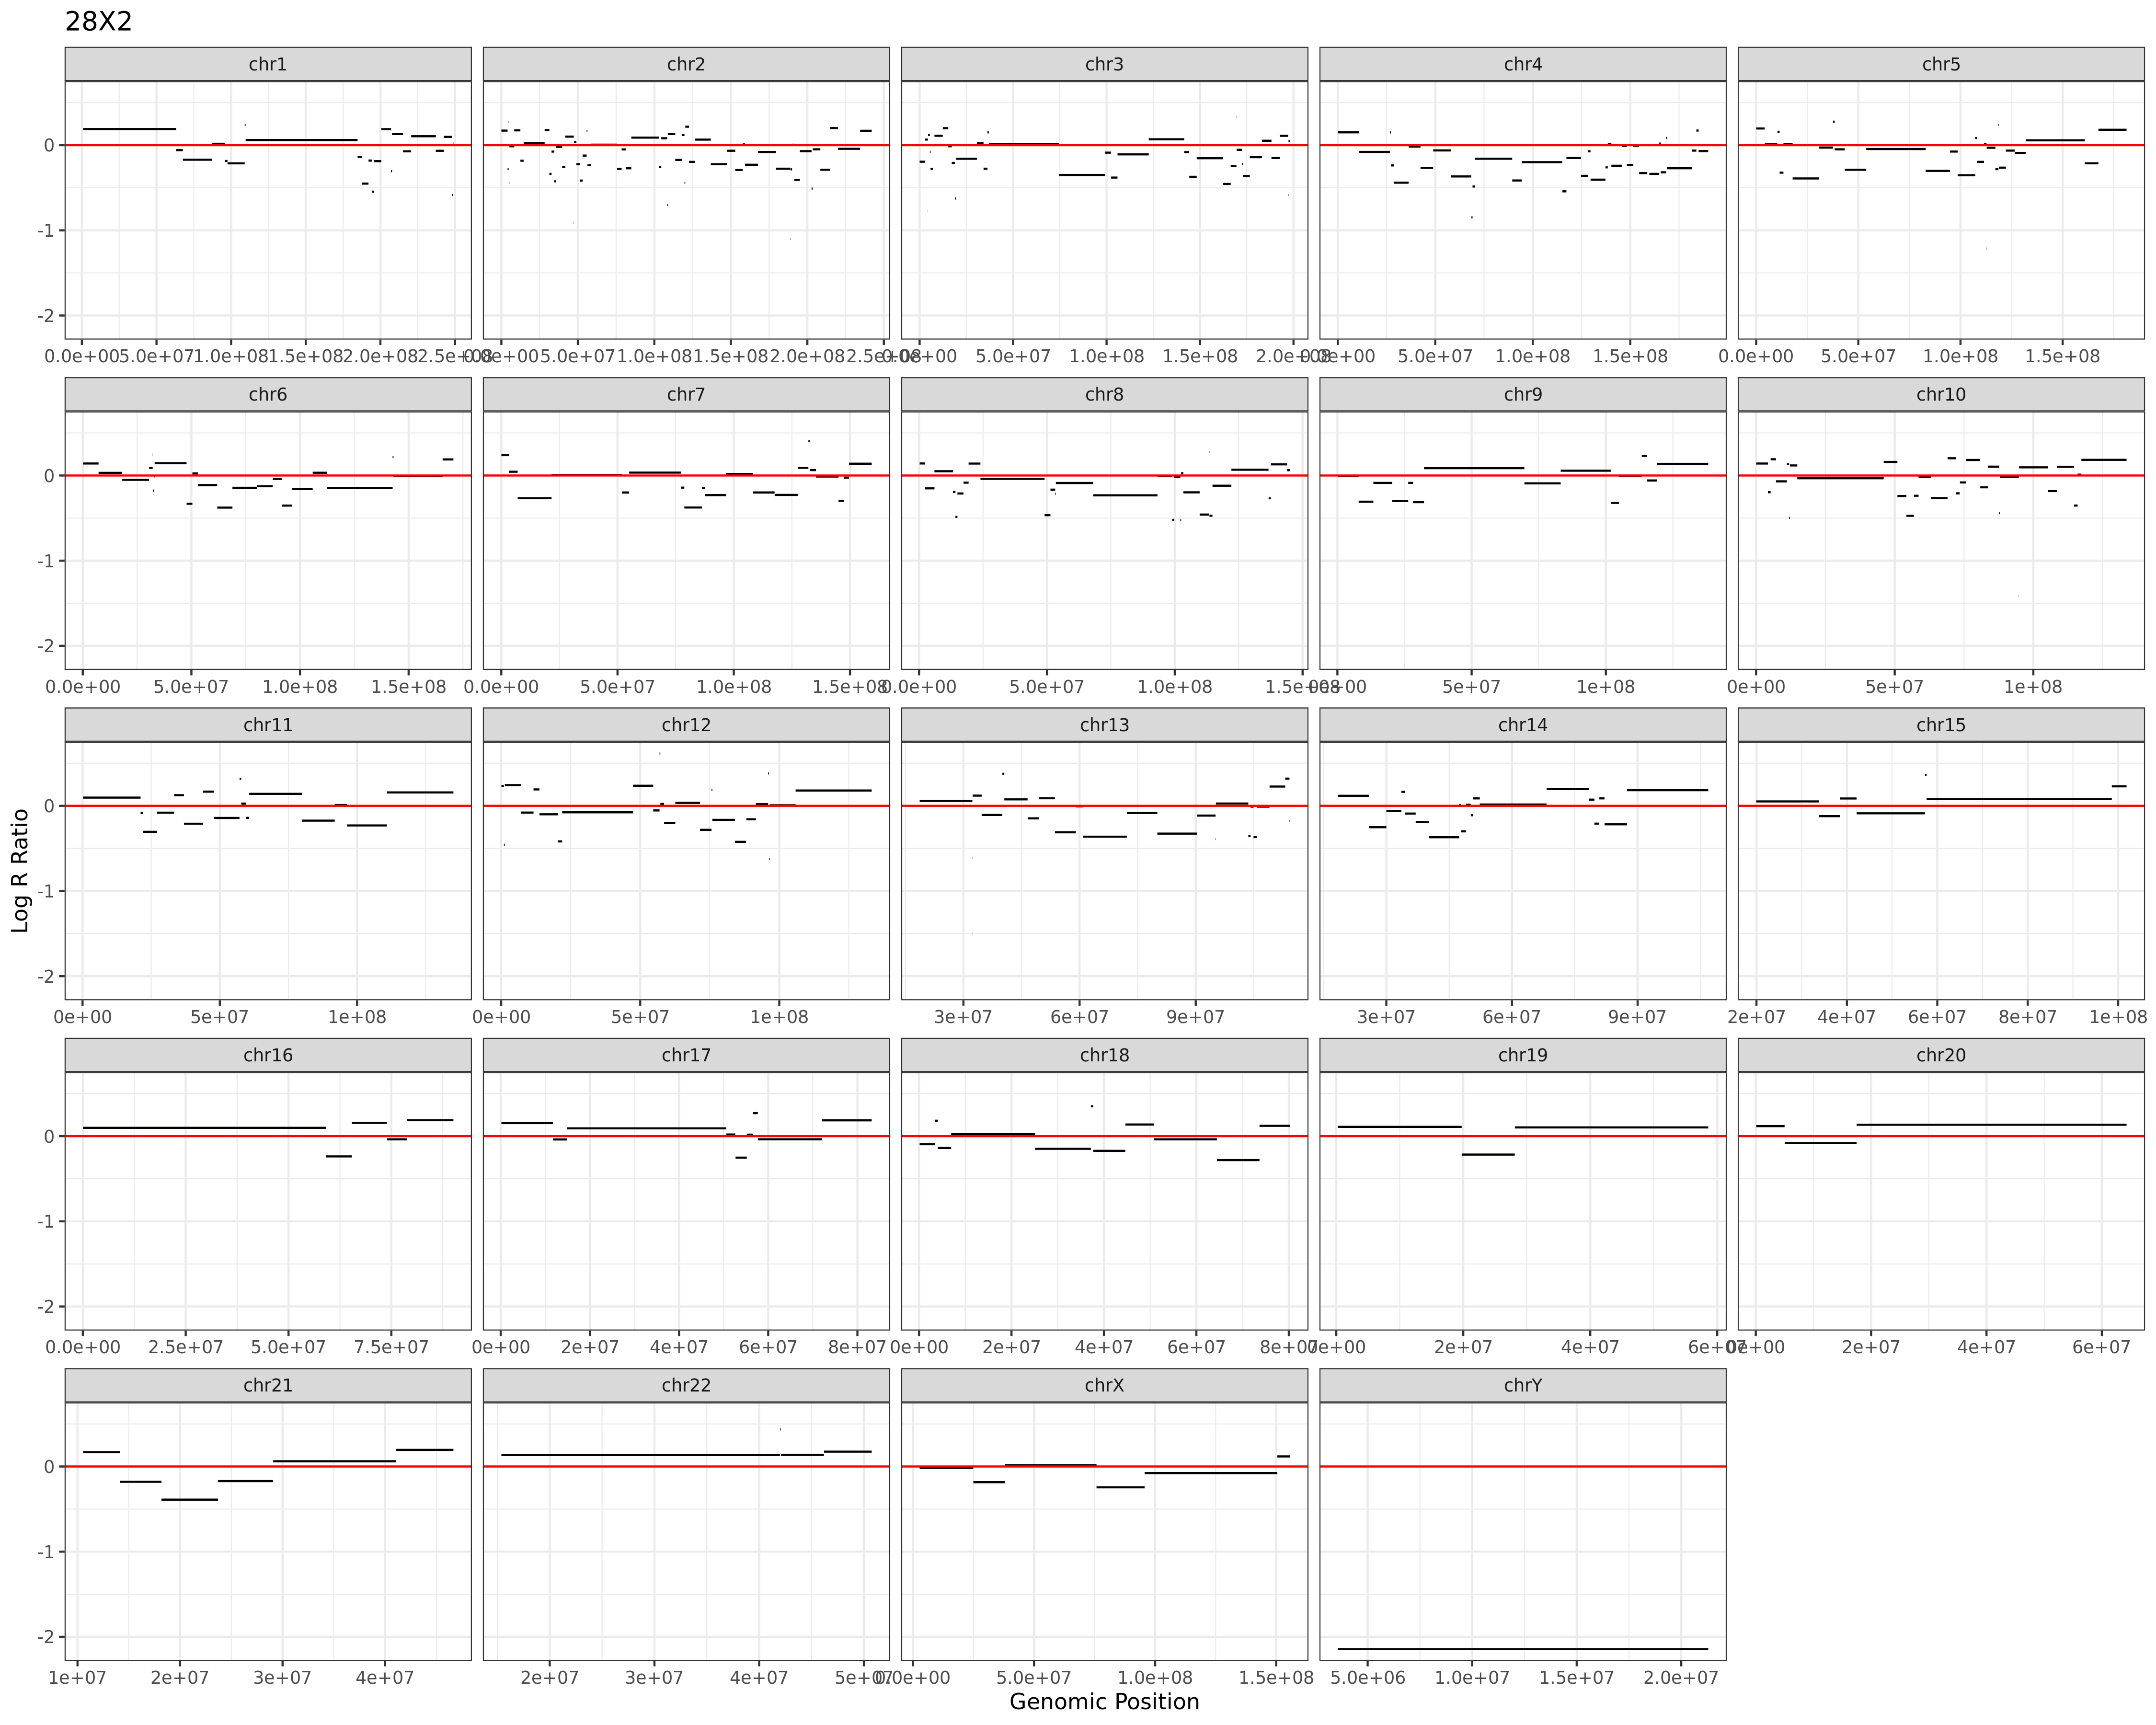 28X2
chr1 chr2 chr3 chr4 chr5
0 -1 -2
0.0e+00 5.0e+07 1.0e+08 1.5e+08 2.0e+08 2.5e+08 0.0e+00 5.0e+07 1.0e+08 1.5e+08 2.0e+08 2.5e+08 0.0e+00 5.0e+07 1.0e+08 1.5e+08 2.0e+08 0.0e+00 5.0e+07 1.0e+08 1.5e+08 0.0e+00 5.0e+07 1.0e+08 1.5e+08
chr6 chr7 chr8 chr9 chr10
0 -1 -2
0.0e+00 5.0e+07 1.0e+08 1.5e+08 0.0e+00 5.0e+07 1.0e+08 1.5e+08 0.0e+00 5.0e+07 1.0e+08 1.5e+08 0e+00 5e+07 1e+08 0e+00 5e+07 1e+08
chr11 chr12 chr13 chr14 chr15
0 -1 -2
0e+00 5e+07 1e+08 0e+00 5e+07 1e+08 3e+07 6e+07 9e+07 3e+07 6e+07 9e+07 2e+07 4e+07 6e+07 8e+07 1e+08
Log R Ratio
chr16 chr17 chr18 chr19 chr20
0 -1 -2
0.0e+00 2.5e+07 5.0e+07 7.5e+07 0e+00 2e+07 4e+07 6e+07 8e+07 0e+00 2e+07 4e+07 6e+07 8e+07 0e+00 2e+07 4e+07 6e+07 0e+00 2e+07 4e+07 6e+07
chr21 chr22 chrX chrY
0 -1 -2
1e+07 2e+07 3e+07 4e+07 2e+07 3e+07 4e+07 5e+07 0.0e+00 5.0e+07 1.0e+08 1.5e+08 5.0e+06 1.0e+07 1.5e+07 2.0e+07
Genomic Position